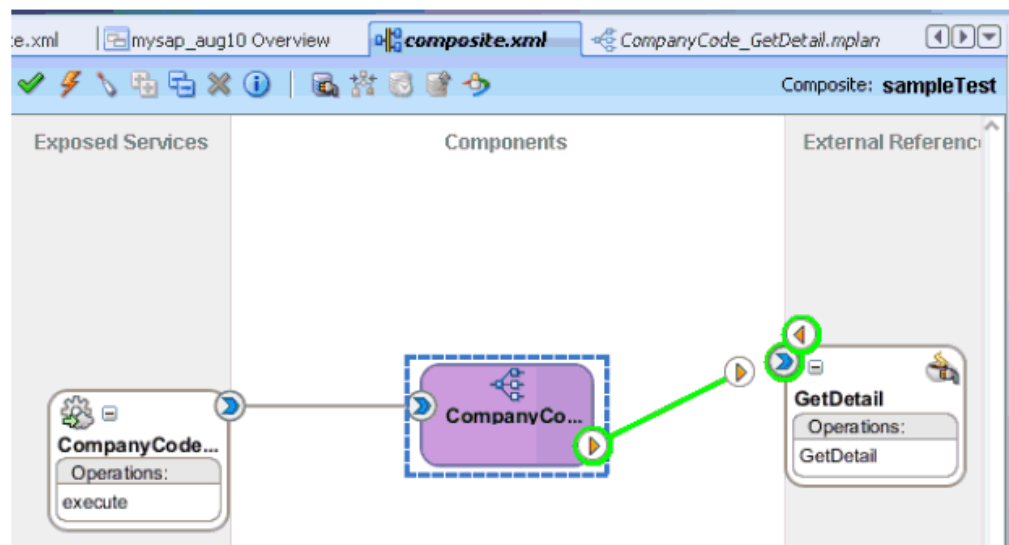 te.xml mysap_aug10 Overview composite.xml CompanyCode_GetDetail.mplan
Composite: sampleTest
Exposed Services Components External Referenc
CompanyCode...
Operations:
execute
CompanyCo...
GetDetail
Operations:
GetDetail